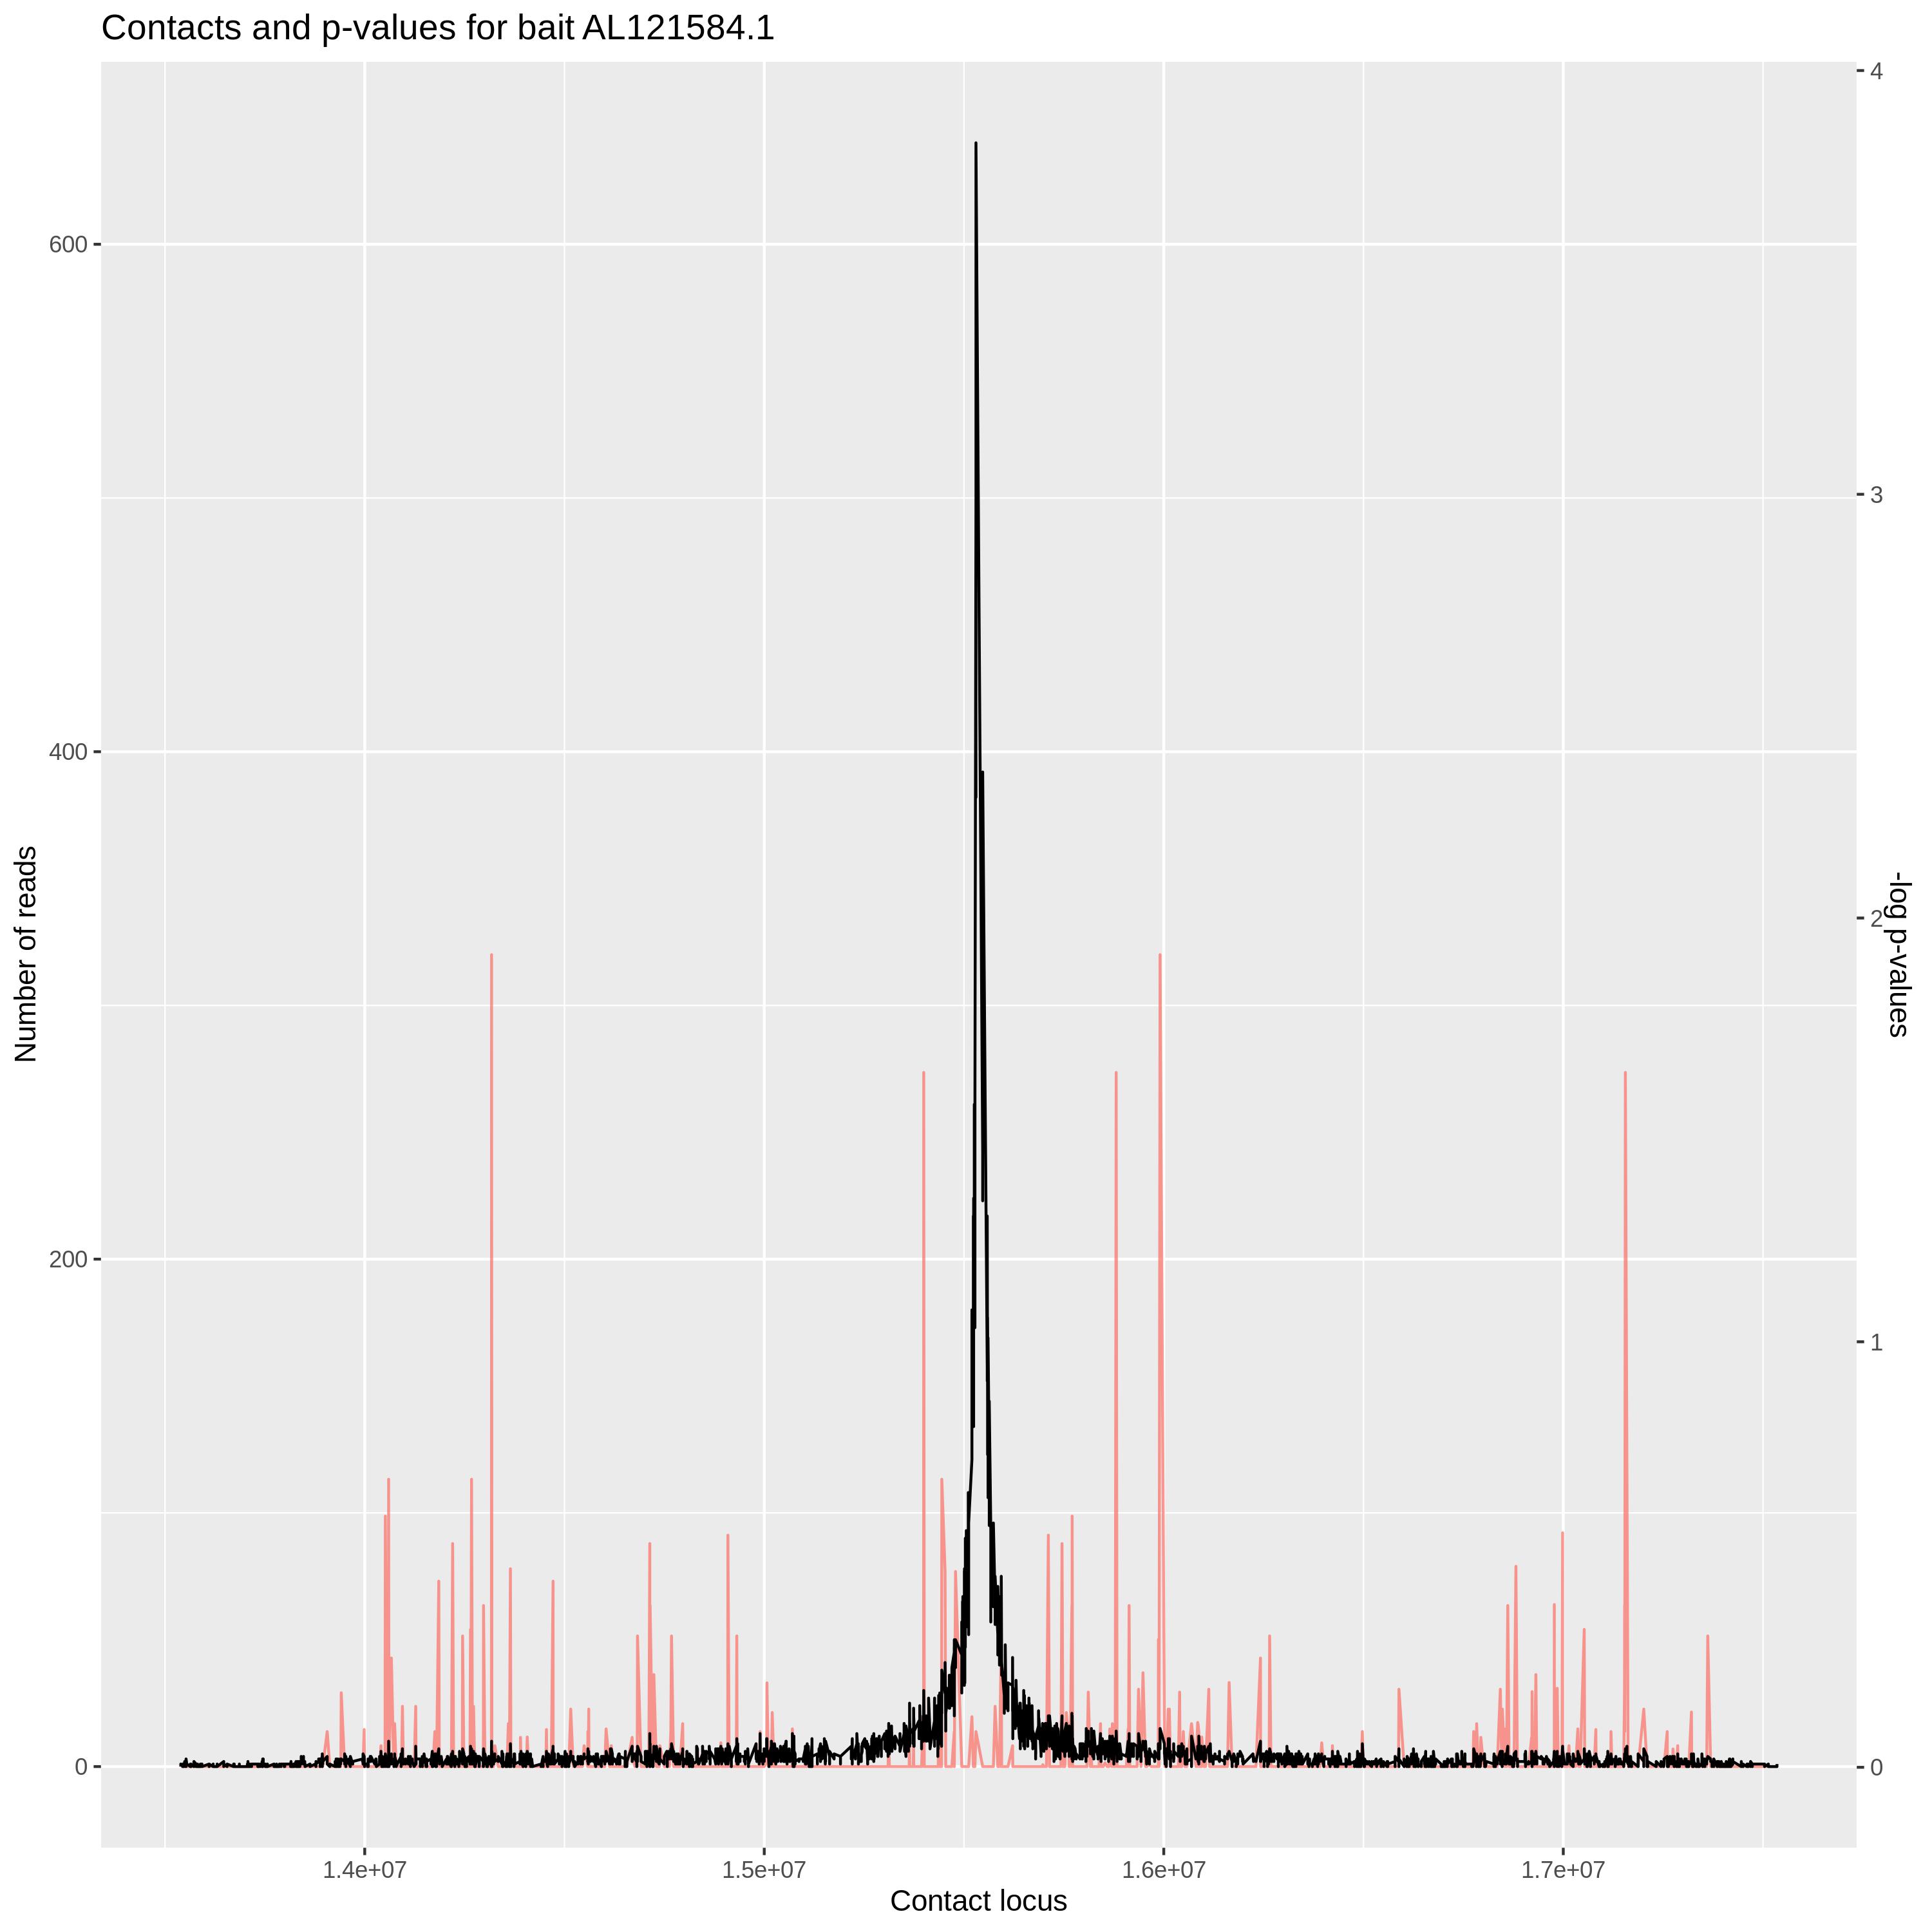 Contacts and p-values for bait AL121584.1
Number of reads
600
400
200
0
4
3
2
1
0
-log p-values
1.4e+07
1.5e+07
1.6e+07
1.7e+07
Contact locus